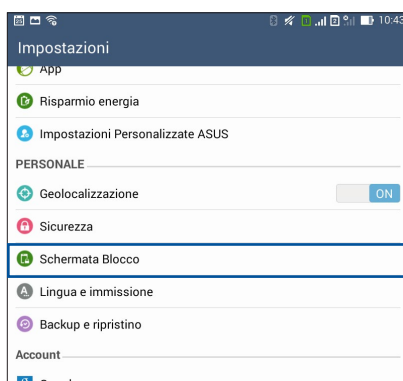 10:43
Impostazioni
App
Risparmio energia
Impostazioni Personalizzate ASUS
PERSONALE
Geolocalizzazione
ON
Sicurezza
Schermata Blocco
Lingua e immissione
Backup e ripristino
Account